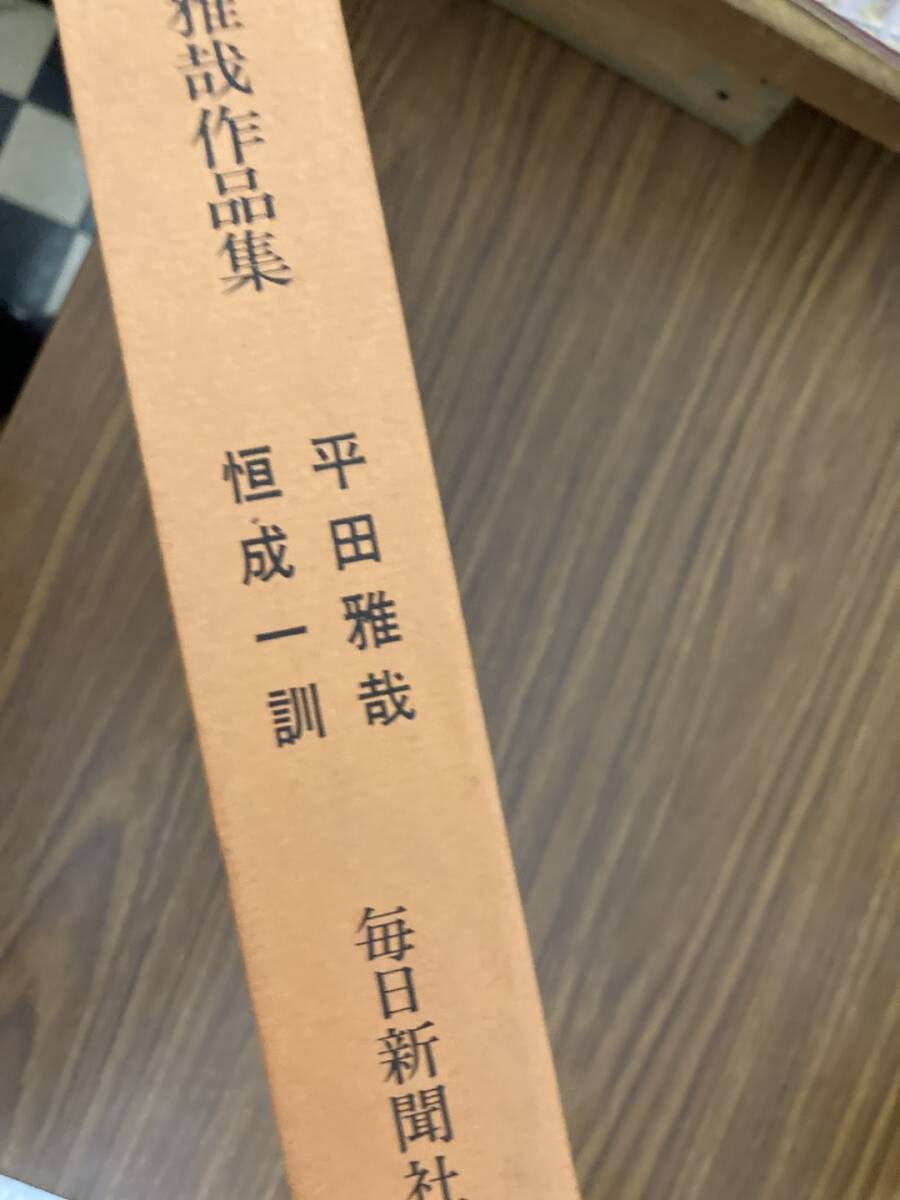 雅哉作品集
平田雅哉
恒成一訓
毎日新聞社